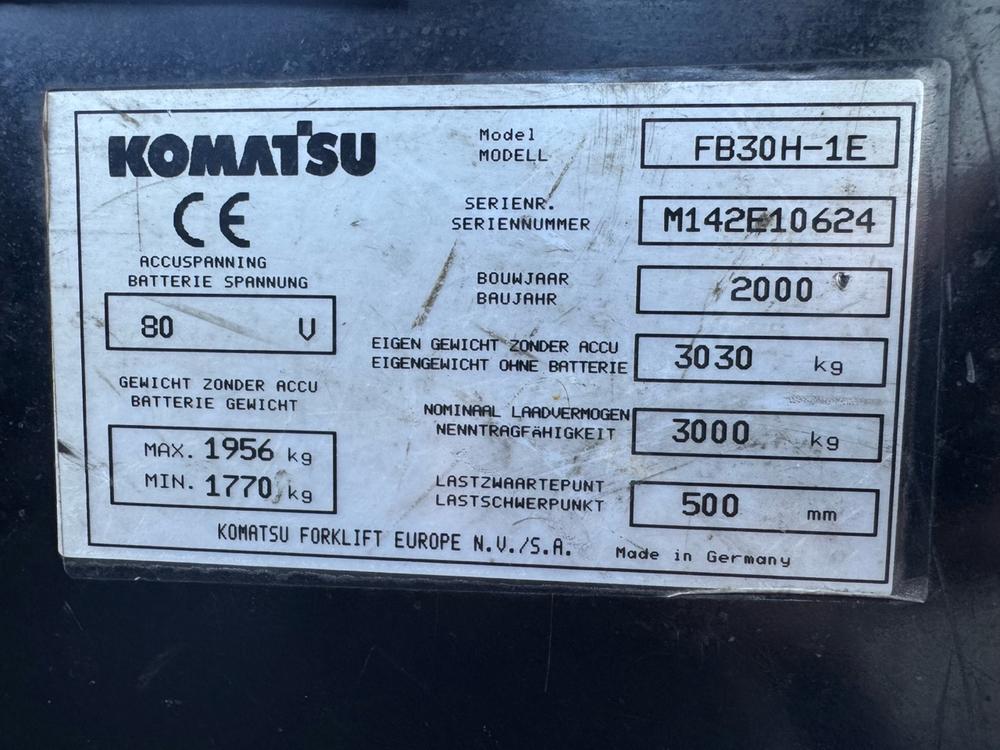 KOMATSU
CE
Model
MODELL
FB30H-1E
SERIENR.
SERIENNUMMER
M142E10624
ACCUSPANNING
BATTERIE SPANNUNG
80 V
BOUWJAAR
BAUJAHR
2000
EIGEN GEWICHT ZONDER ACCU
EIGENGEWICHT OHNE BATTERIE
3030 kg
GEWICHT ZONDER ACCU
BATTERIE GEWICHT
MAX. 1956 kg
MIN. 1770 kg
NOMINAAL LAADVERMOGEN
NENNTRAGFÄHIGKEIT
3000 kg
LASTZWAARTEPUNT
LASTSCHWERPUNKT
500 mm
KOMATSU FORKLIFT EUROPE N.V./S.A.
Made in Germany